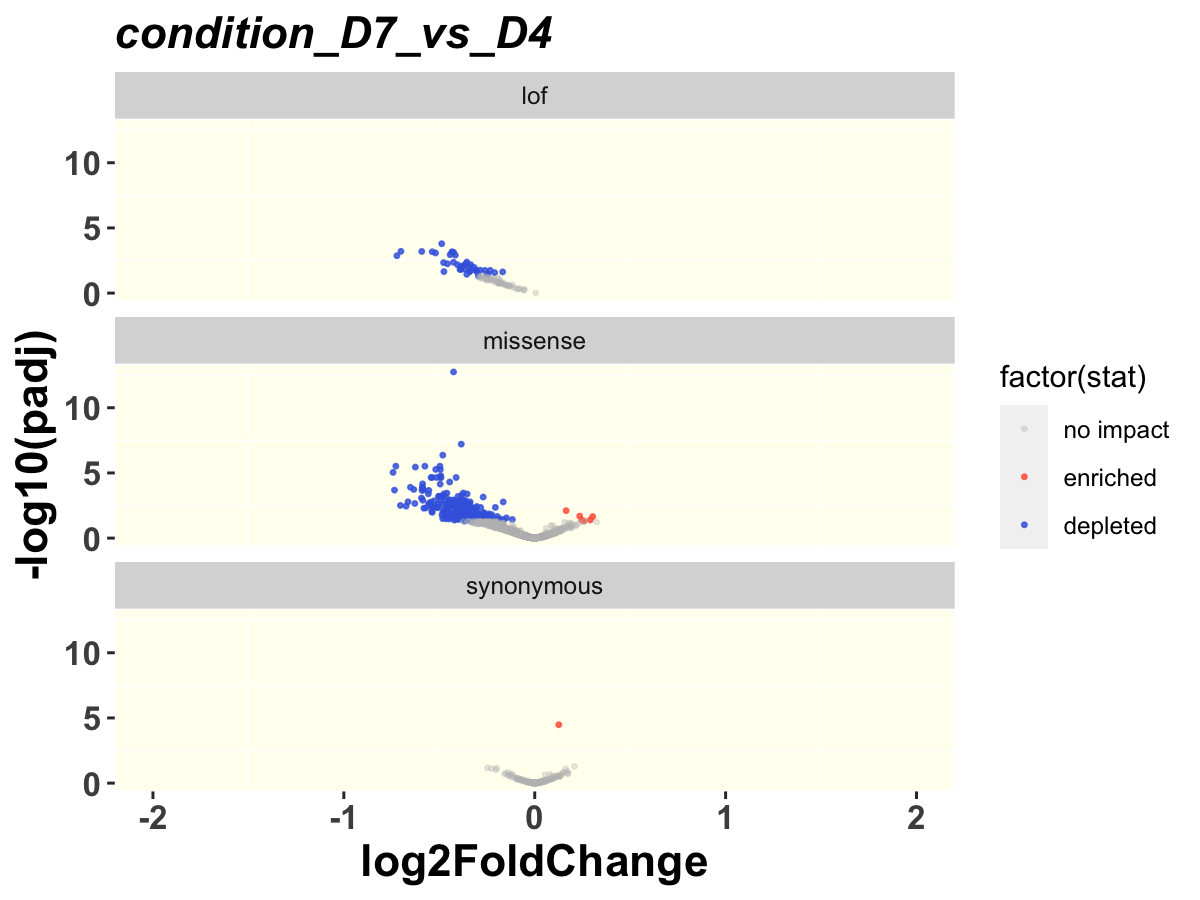 condition_D7_vs_D4
lof
10
5
0
missense
10
5
0
synonymous
10
5
0
-2 -1 0 1 2
log2FoldChange
-log10(padj)
factor(stat)
no impact
enriched
depleted